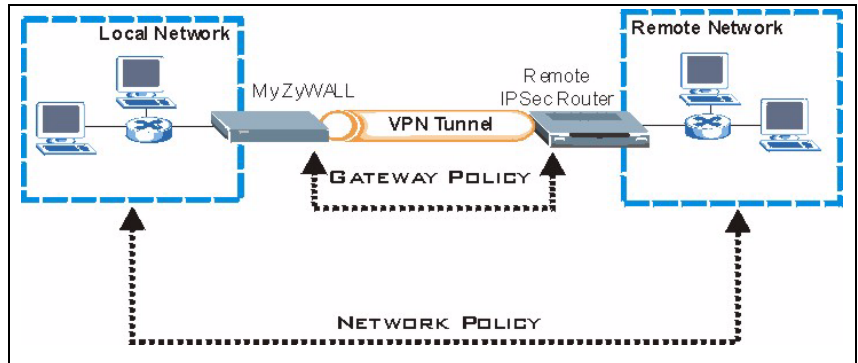 Local Network
Remote Network
MyZyWALL
Remote
IPSec Router
VPN Tunnel
GATEWAY POLICY
NETWORK POLICY